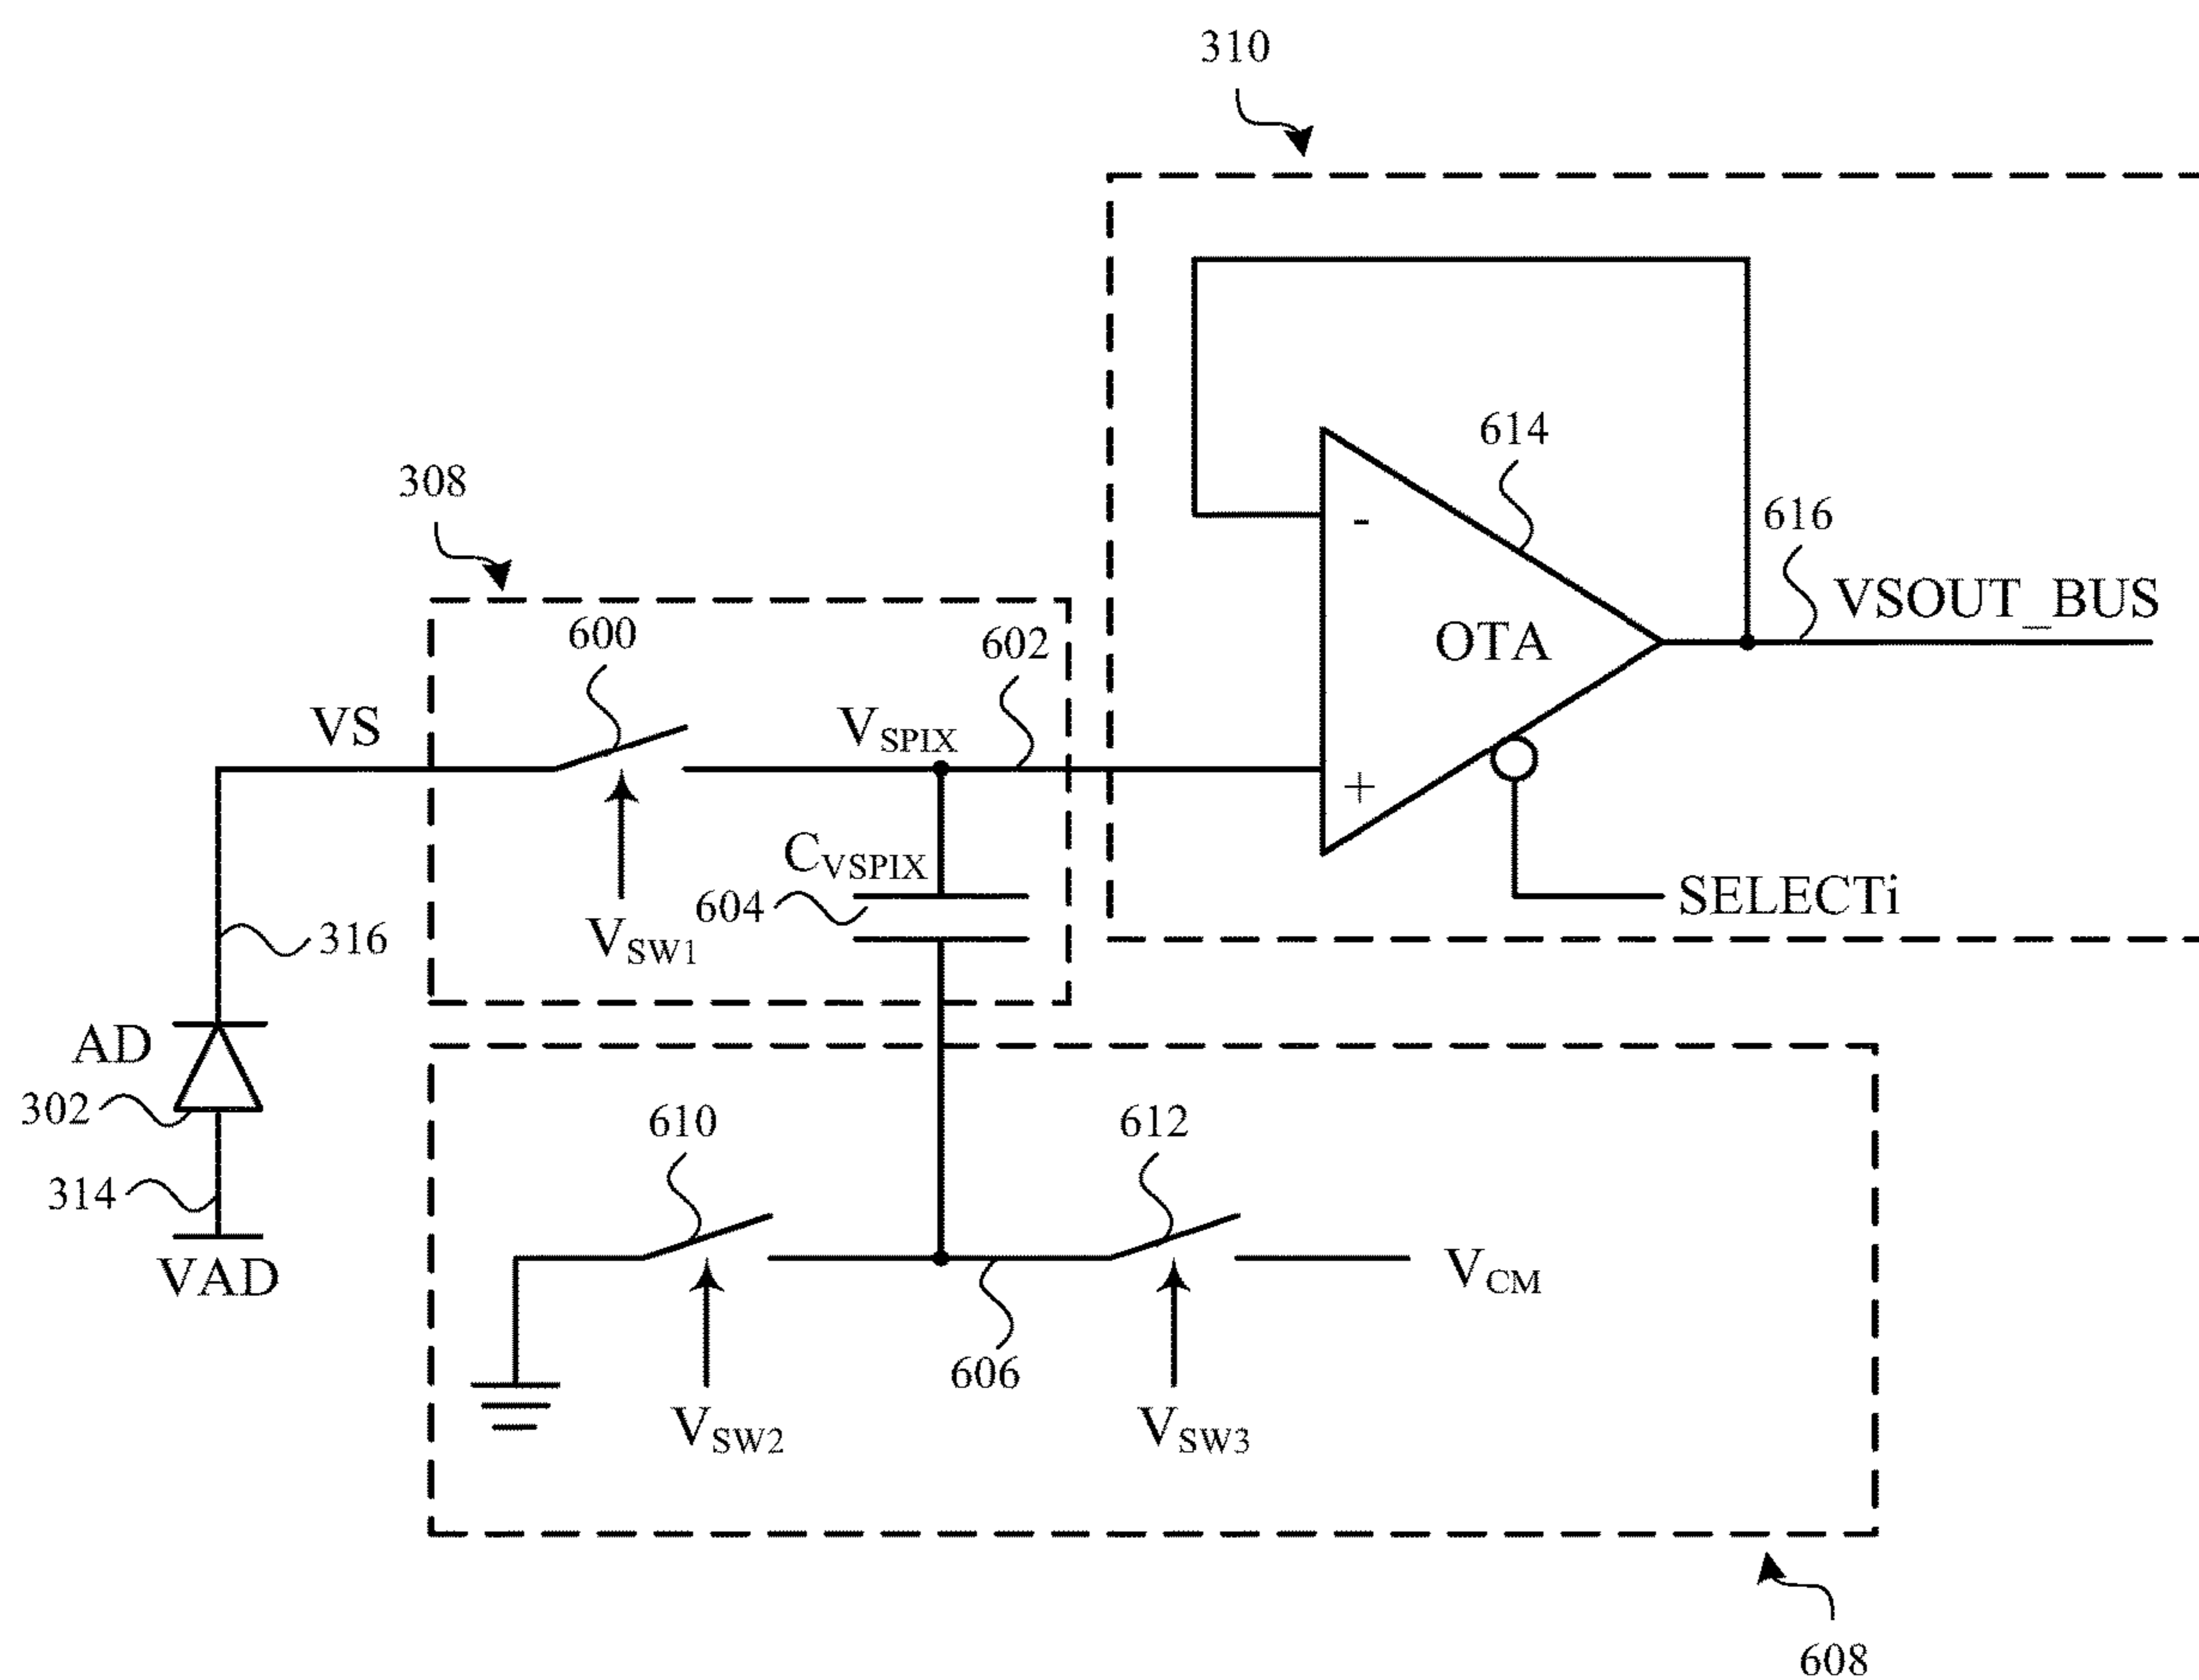 310
614
308
616
VSOUT_BUS
600
602
OTA
VS
VSPIX
-
+
CVSPIX
604
SELECTi
VSW1
316
AD
302
610
612
314
VAD
VCM
606
VSW2
VSW3
608